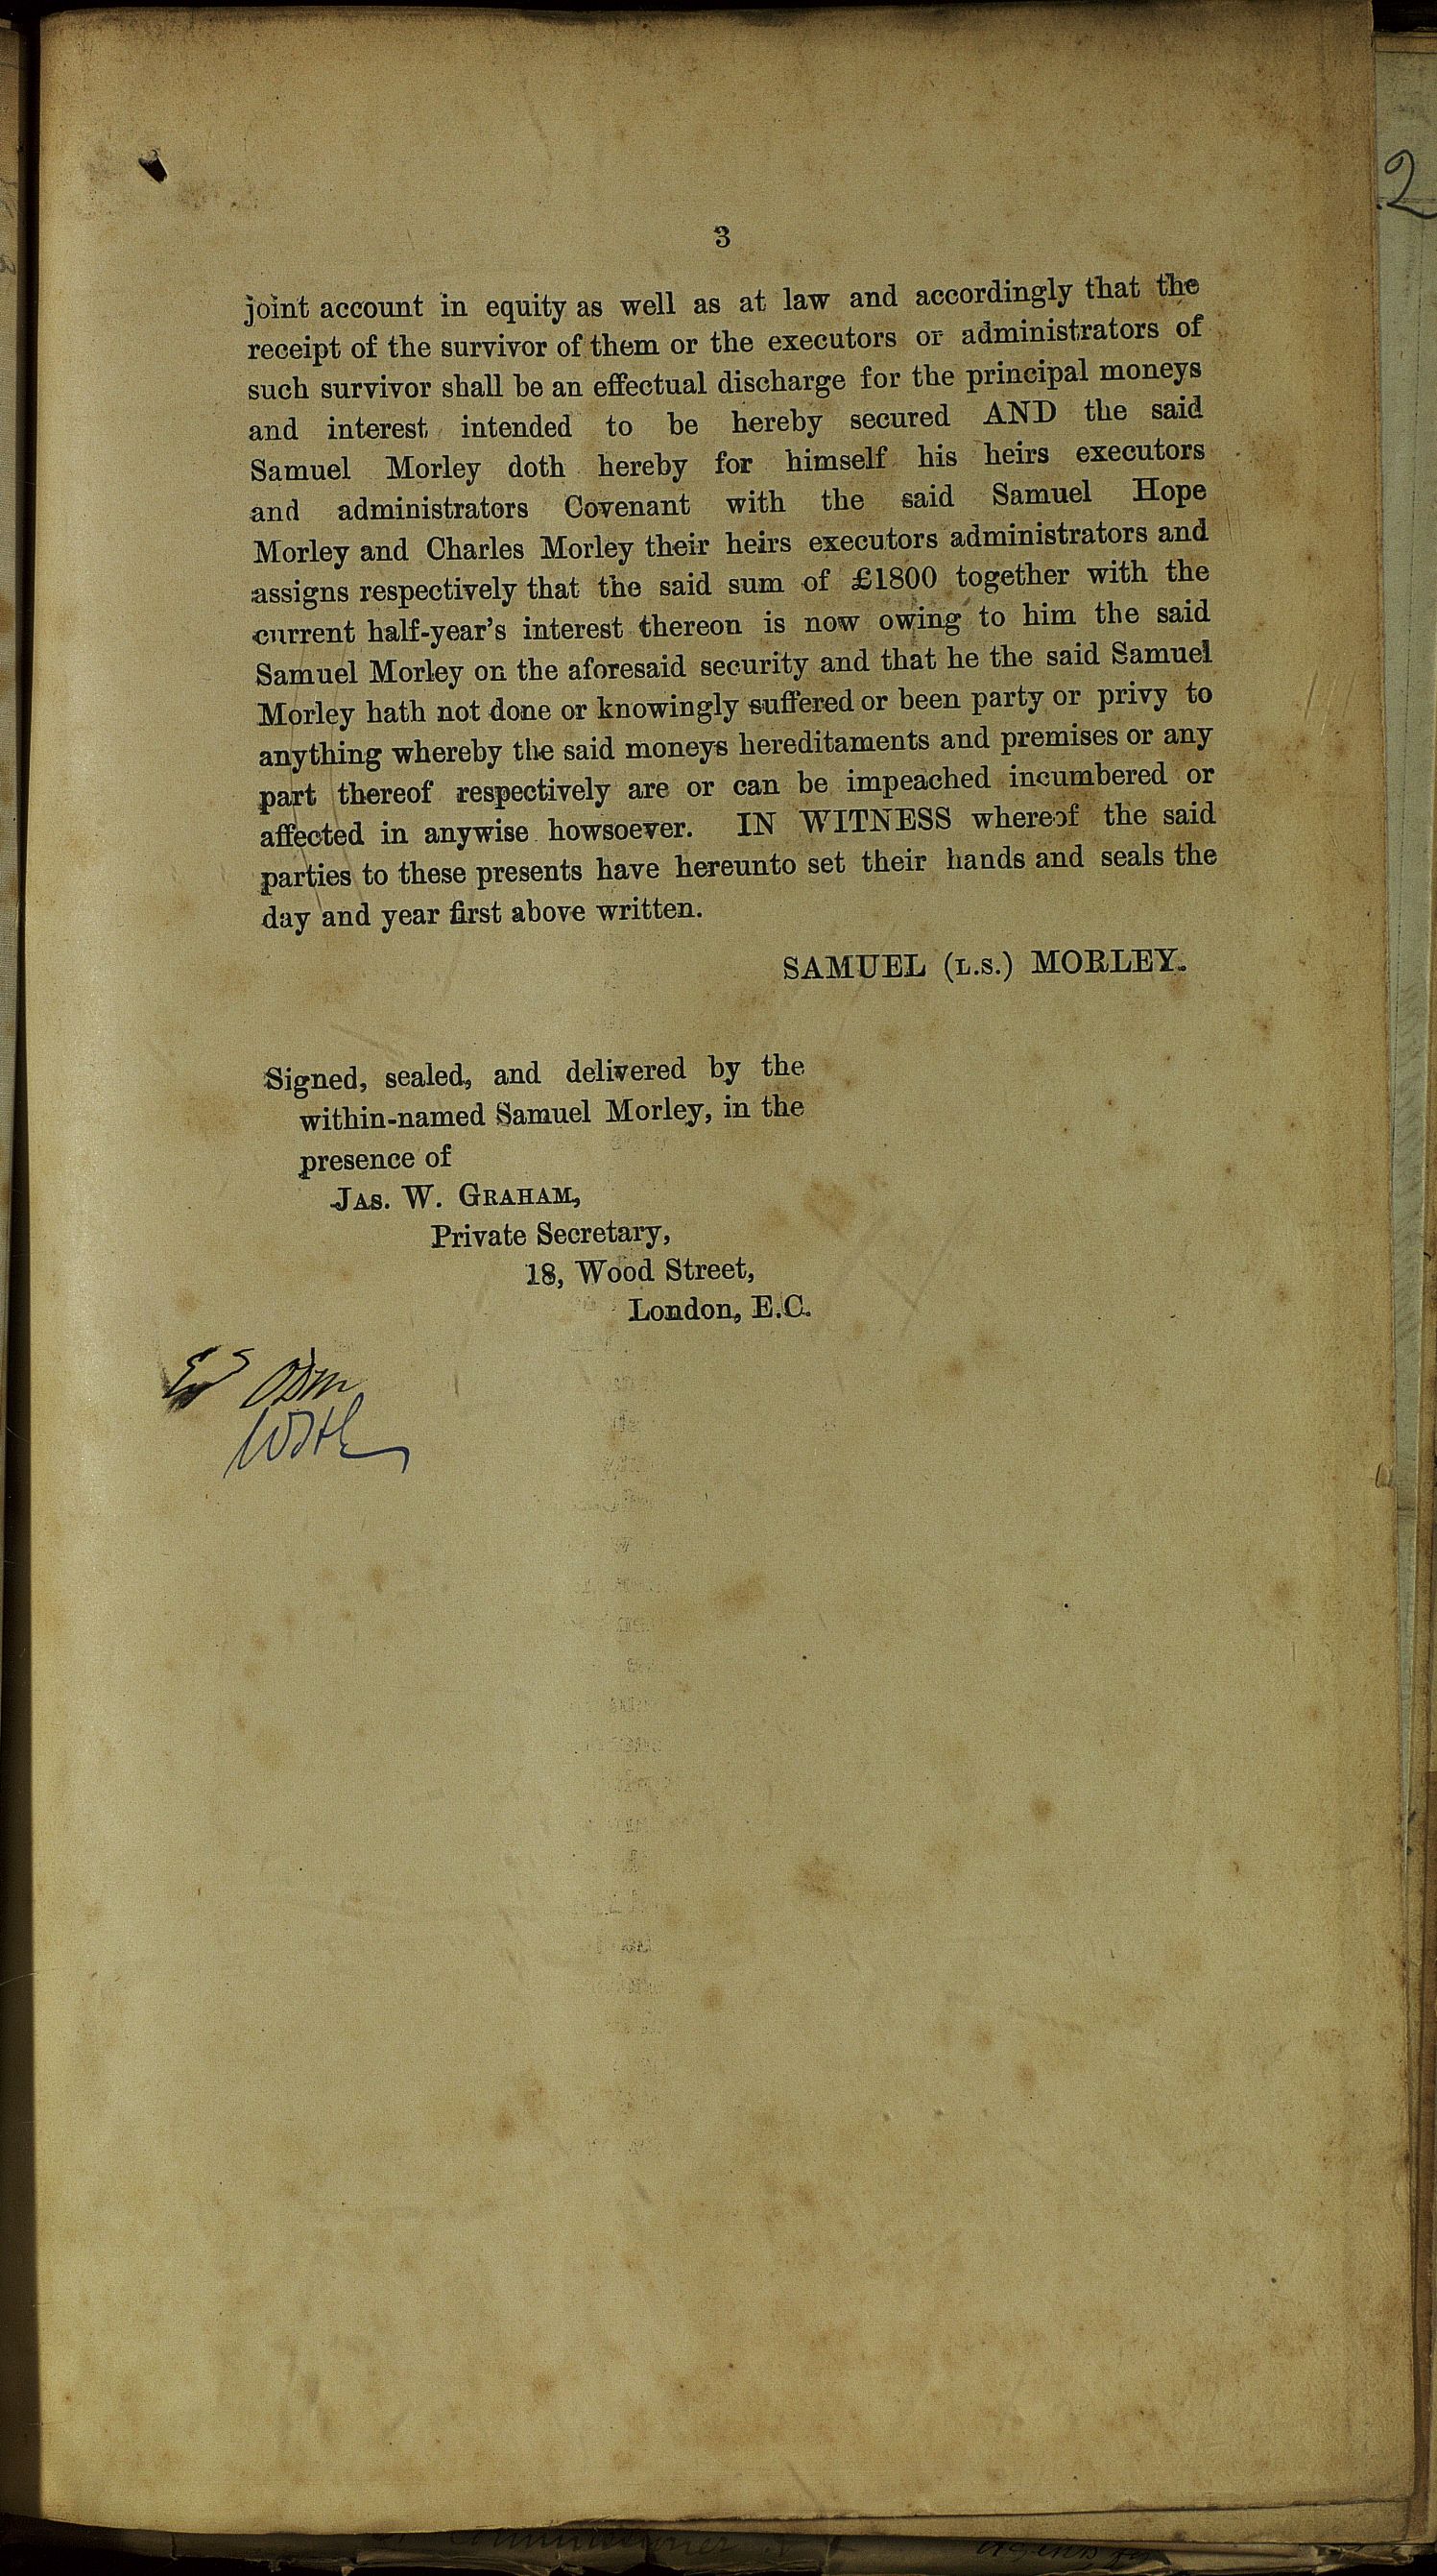 3
joint account in equity as well as at law and accordingly that the
receipt of the survivor of them or the executors or administrators of
such survivor shall be an effectual discharge for the principal moneys
and interest intended to be hereby secured AND the said
Samuel Morley doth hereby for himself his heirs executors
and administrators Covenant with the said Samuel Hope
Morley and Charles Morley their heirs executors administrators and
assigns respectively that the said sum of £1800 together with the
current half-year's interest thereon is now owing to him the said
Samuel Morley on the aforesaid security and that he the said Samuel
Morley hath not done or knowingly suffered or been party or privy to
anything whereby the said moneys hereditaments and premises or any
part thereof respectively are or can be impeached incumbered or
affected in anywise howsoever. IN WITNESS whereof the said
parties to these presents have hereunto set their hands and seals the
day and year first above written.
SAMUEL (L.S.) MORLEY.
Signed, sealed, and delivered by the
within-named Samuel Morley, in the
presence of
JAS. W. GRAHAM,
Private Secretary,
18, Wood Street,
London, E.C.
2